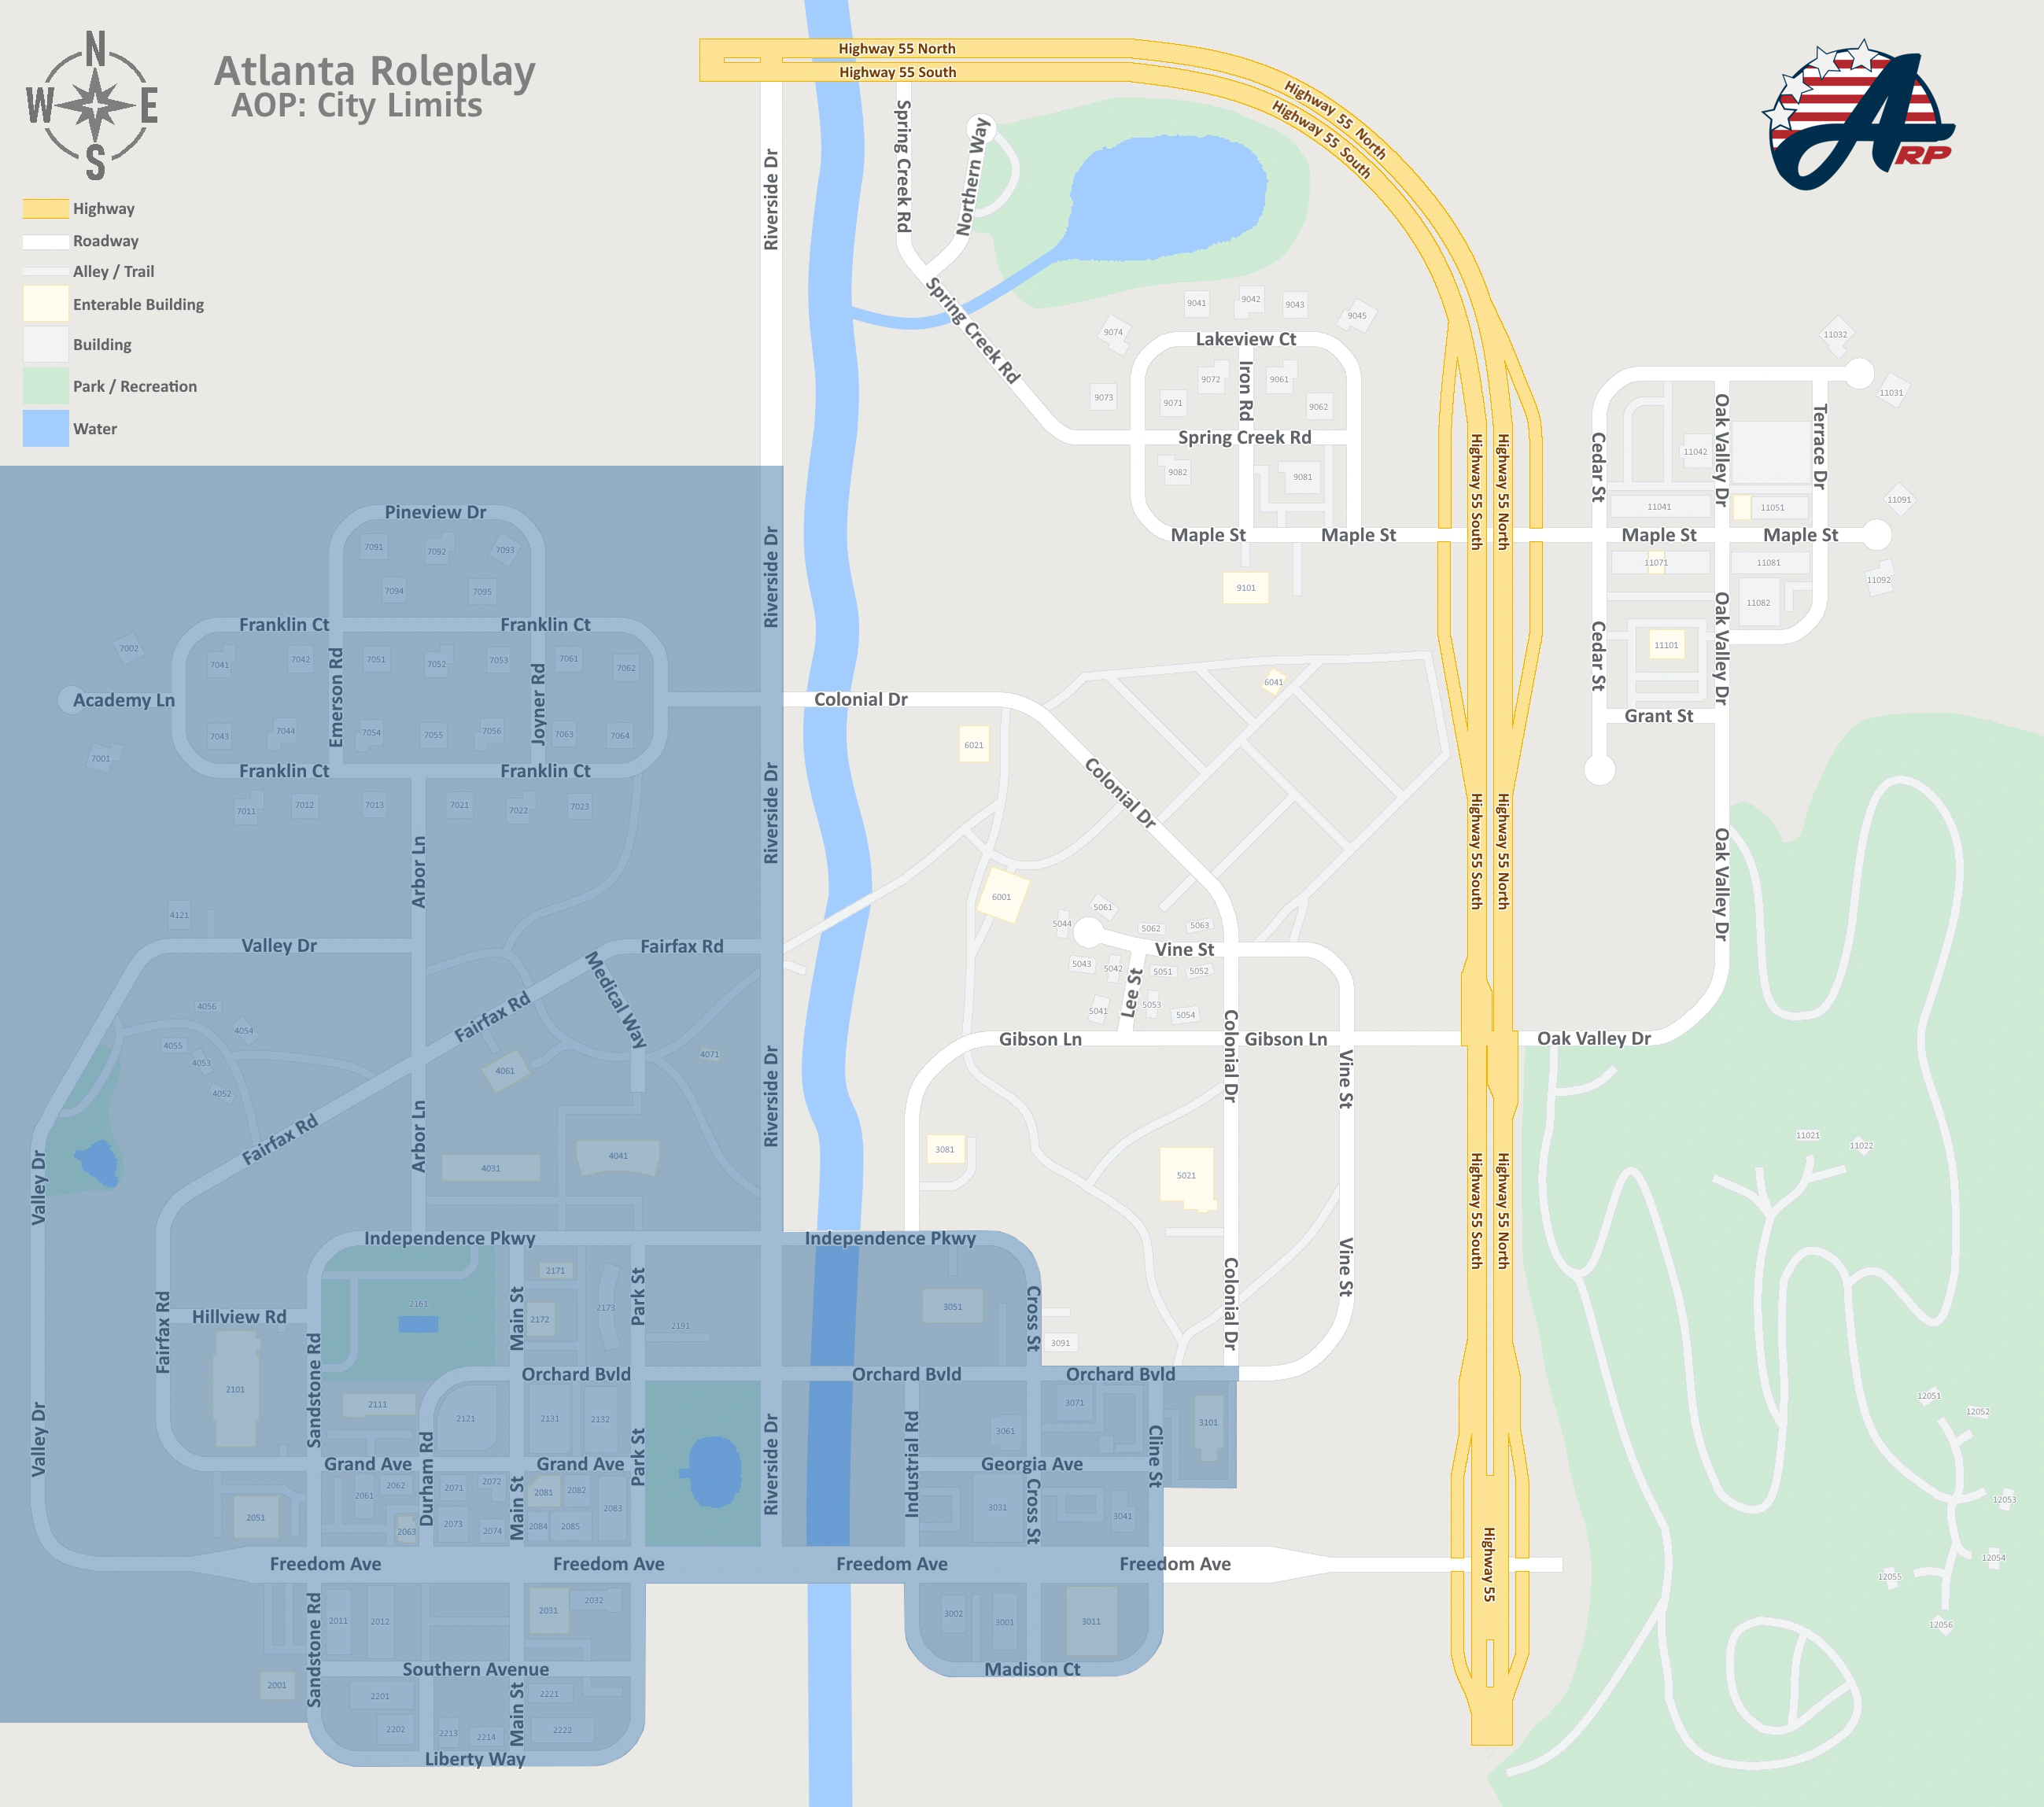 N
W E
S
Atlanta Roleplay
AOP: City Limits
Highway
Roadway
Alley / Trail
Enterable Building
Building
Park / Recreation
Water
ARP
Highway 55 North
Highway 55 South
Highway 55 North
Highway 55 South
Riverside Dr
Spring Creek Rd
Northern Way
Spring Creek Rd
9041
9042
9043
9045
9074
Lakeview Ct
9072
9061
9073
9071
Iron Rd
9062
Spring Creek Rd
9082
9081
Maple St
Maple St
9101
Highway 55 South
Highway 55 North
11032
11031
Cedar St
Oak Valley Dr
Terrace Dr
11042
11041
11051
11091
Maple St
Maple St
11071
11081
11092
11082
Cedar St
Oak Valley Dr
11101
Grant St
Pineview Dr
7091
7092
7093
7094
7095
Riverside Dr
Franklin Ct
Franklin Ct
7002
7041
7042
7051
7052
7053
7061
7062
Academy Ln
Emerson Rd
Joyner Rd
7043
7044
7054
7055
7056
7063
7064
7001
Franklin Ct
Franklin Ct
7011
7012
7013
7021
7022
7023
Colonial Dr
6041
6021
Colonial Dr
Riverside Dr
Arbor Ln
Highway 55 South
Highway 55 North
Oak Valley Dr
6001
4121
Valley Dr
Fairfax Rd
5061
5044
5062
5063
Vine St
5043
5042
5051
5052
Lee St
5041
5053
5054
Medical Way
Fairfax Rd
4056
4054
4055
4053
4052
4061
4071
Gibson Ln
Gibson Ln
Colonial Dr
Vine St
Oak Valley Dr
Riverside Dr
Arbor Ln
Fairfax Rd
Valley Dr
4031
4041
3081
5021
11021
11022
Highway 55 South
Highway 55 North
Independence Pkwy
Independence Pkwy
2171
2161
2172
2173
Main St
Park St
2191
3051
Cross St
3091
Colonial Dr
Vine St
Hillview Rd
Fairfax Rd
Sandstone Rd
2101
Orchard Bvld
Orchard Bvld
Orchard Bvld
2111
2121
2131
2132
3071
3061
3101
Valley Dr
Durham Rd
Park St
Riverside Dr
Industrial Rd
Cline St
Grand Ave
Grand Ave
Georgia Ave
2061
2062
2071
2072
2081
2082
2083
2051
2063
2073
2074
2084
2085
Main St
3031
Cross St
3041
12051
12052
12053
12054
12055
12056
Freedom Ave
Freedom Ave
Freedom Ave
Freedom Ave
Highway 55
2011
2012
2031
2032
3002
3001
3011
Sandstone Rd
Southern Avenue
Madison Ct
2001
2201
2221
2202
2213
2214
Main St
2222
Liberty Way